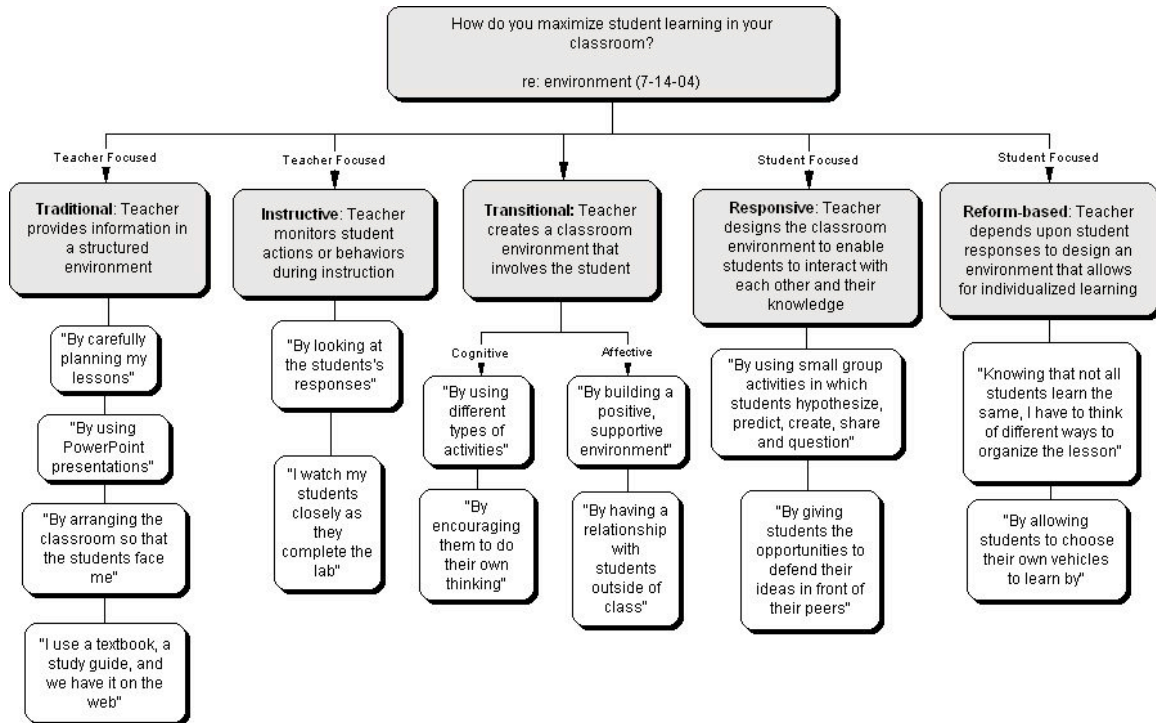 How do you maximize student learning in your
classroom?
re: environment (7-14-04)
Teacher Focused
Teacher Focused
Student Focused
Student Focused
Traditional: Teacher
provides information in
a structured
environment
Instructive: Teacher
monitors student
actions or behaviors
during instruction
Transitional: Teacher
creates a classroom
environment that
involves the student
Responsive: Teacher
designs the classroom
environment to enable
students to interact with
each other and their
knowledge
Reform-based: Teacher
depends upon student
responses to design an
environment that allows
for individualized learning
"By carefully
planning my
lessons"
"By using
PowerPoint
presentations"
"By arranging the
classroom so that
the students face
me"
"I use a textbook, a
study guide, and
we have it on the
web"
"By looking at
the students's
responses"
"I watch my
students
closely as
they
complete the
lab"
Cognitive
"By using
different
types of
activities"
"By
encouraging
them to do
their own
thinking"
Affective
"By building a
positive,
supportive
environment"
"By having a
relationship
with
students
outside of
class"
"By using small group
activities in which
students hypothesize,
predict, create, share
and question"
"By giving
students the
opportunities to
defend their
ideas in front of
their peers"
"Knowing that not all
students learn the
same, I have to think
of different ways to
organize the lesson"
"By allowing
students to choose
their own vehicles
to learn by"